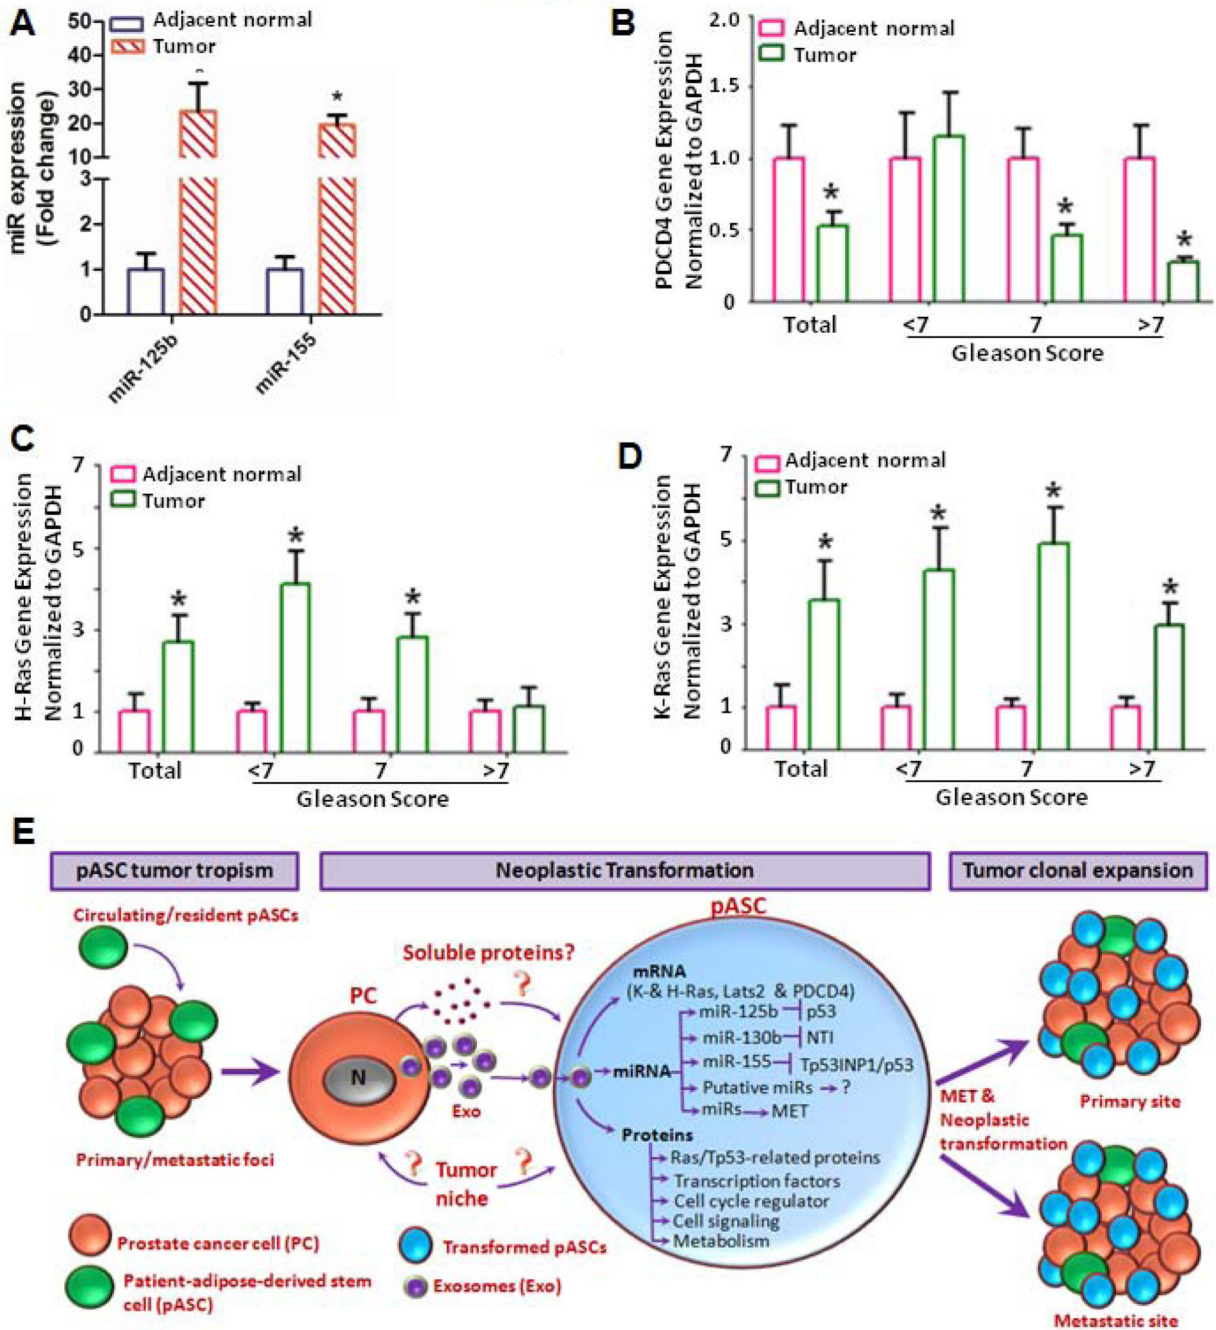 A
miR expression
(Fold change)
50
40
30
20
10
3
2
1
0
Adjacent normal
Tumor
*
miR-125b
miR-155
B
PDCD4 Gene Expression
Normalized to GAPDH
2.0
1.5
1.0
0.5
0
Adjacent normal
Tumor
*
*
*
Total
<7
7
>7
Gleason Score
C
H-Ras Gene Expression
Normalized to GAPDH
7
5
3
1
0
Adjacent normal
Tumor
*
*
*
Total
<7
7
>7
Gleason Score
D
K-Ras Gene Expression
Normalized to GAPDH
7
5
3
1
0
Adjacent normal
Tumor
*
*
*
*
Total
<7
7
>7
Gleason Score
E
pASC tumor tropism
Neoplastic Transformation
Tumor clonal expansion
Circulating/resident pASCs
Primary/metastatic foci
PC
N
Soluble proteins?
?
Exo
?
Tumor
niche
?
pASC
mRNA
(K-& H-Ras, Lats2 & PDCD4)
miRNA
miR-125b
p53
miR-130b
NTI
miR-155
Tp53INP1/p53
Putative miRs
?
miRs
MET
Proteins
Ras/Tp53-related proteins
Transcription factors
Cell cycle regulator
Cell signaling
Metabolism
MET &
Neoplastic
transformation
Primary site
Metastatic site
Prostate cancer cell (PC)
Patient-adipose-derived stem
cell (pASC)
Transformed pASCs
Exosomes (Exo)